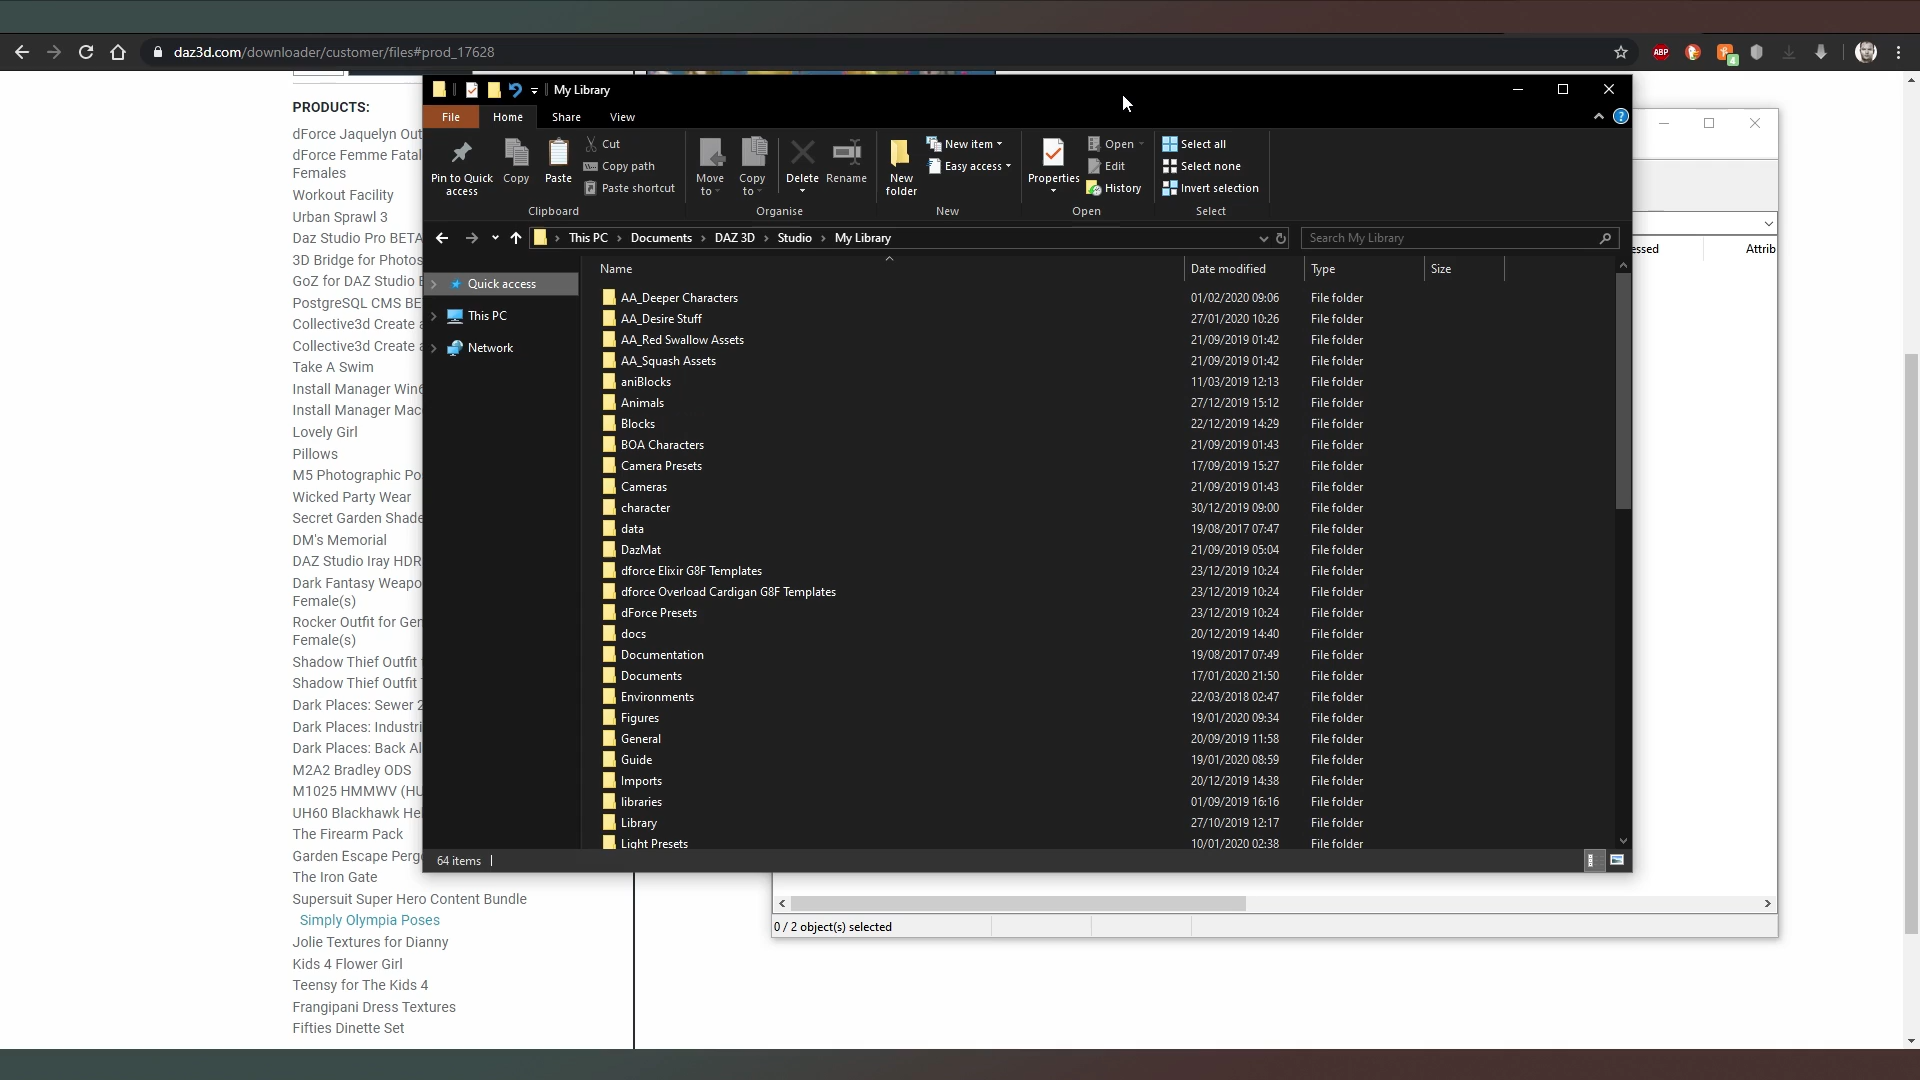 daz3d.com/downloader/customer/files#prod_17628
ABP
4
PRODUCTS:
dForce Jaquelyn Out
dForce Femme Fatal
Females
Workout Facility
Urban Sprawl 3
Daz Studio Pro BETA
3D Bridge for Photos
GoZ for DAZ Studio
PostgreSQL CMS BE
Collective3d Create
Collective3d Create
Take A Swim
Install Manager Win6
Install Manager Mac
Lovely Girl
Pillows
M5 Photographic Po
Wicked Party Wear
Secret Garden Shade
DM's Memorial
DAZ Studio Iray HDR
Dark Fantasy Weapo
Female(s)
Rocker Outfit for Gen
Female(s)
Shadow Thief Outfit
Shadow Thief Outfit
Dark Places: Sewer 2
Dark Places: Industri
Dark Places: Back Al
M2A2 Bradley ODS
M1025 HMMWV (HU
UH60 Blackhawk He
The Firearm Pack
Garden Escape Perg
The Iron Gate
Supersuit Super Hero Content Bundle
Simply Olympia Poses
Jolie Textures for Dianny
Kids 4 Flower Girl
Teensy for The Kids 4
Frangipani Dress Textures
Fifties Dinette Set
My Library
File Home Share View
Pin to Quick access
Copy
Paste
Cut
Copy path
Paste shortcut
Clipboard
Move to
Copy to
Delete
Rename
Organise
New folder
New item
Easy access
New
Properties
Open
Edit
History
Open
Select all
Select none
Invert selection
Select
This PC > Documents > DAZ 3D > Studio > My Library
Search My Library
Quick access
This PC
Network
Name Date modified Type Size
AA_Deeper Characters 01/02/2020 09:06 File folder
AA_Desire Stuff 27/01/2020 10:26 File folder
AA_Red Swallow Assets 21/09/2019 01:42 File folder
AA_Squash Assets 21/09/2019 01:42 File folder
aniBlocks 11/03/2019 12:13 File folder
Animals 27/12/2019 15:12 File folder
Blocks 22/12/2019 14:29 File folder
BOA Characters 21/09/2019 01:43 File folder
Camera Presets 17/09/2019 15:27 File folder
Cameras 21/09/2019 01:43 File folder
character 30/12/2019 09:00 File folder
data 19/08/2017 07:47 File folder
DazMat 21/09/2019 05:04 File folder
dforce Elixir G8F Templates 23/12/2019 10:24 File folder
dforce Overload Cardigan G8F Templates 23/12/2019 10:24 File folder
dForce Presets 23/12/2019 10:24 File folder
docs 20/12/2019 14:40 File folder
Documentation 19/08/2017 07:49 File folder
Documents 17/01/2020 21:50 File folder
Environments 22/03/2018 02:47 File folder
Figures 19/01/2020 09:34 File folder
General 20/09/2019 11:58 File folder
Guide 19/01/2020 08:59 File folder
Imports 20/12/2019 14:38 File folder
libraries 01/09/2019 16:16 File folder
Library 27/10/2019 12:17 File folder
Light Presets 10/01/2020 02:38 File folder
64 items
essed Attrib
0 / 2 object(s) selected